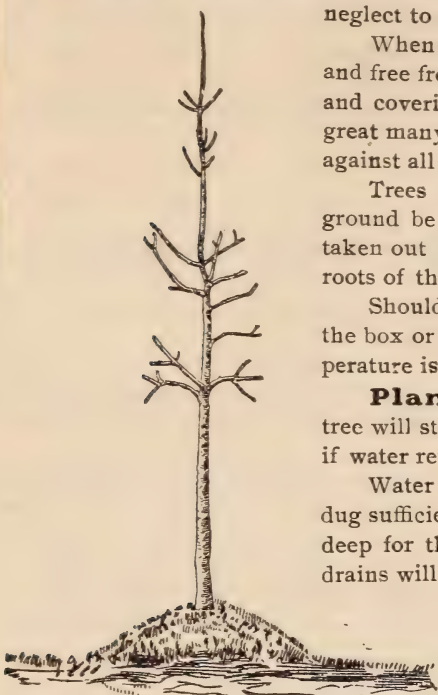 neglect to
When
and free fr
and coveri
great many
against all
Trees
ground be
taken out
roots of th
Should
the box or
perature is
Plan
tree will st
if water re
Water
dug sufficie
deep for th
drains will